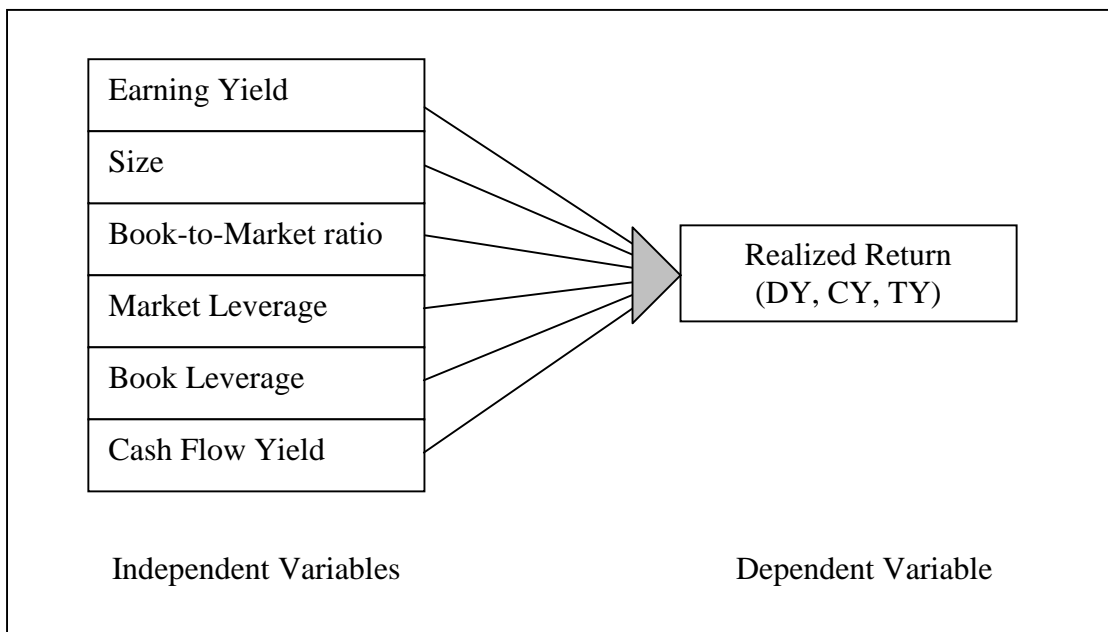 Earning Yield
Size
Book-to-Market ratio
Market Leverage
Book Leverage
Cash Flow Yield
Realized Return
(DY, CY, TY)
Independent Variables
Dependent Variable